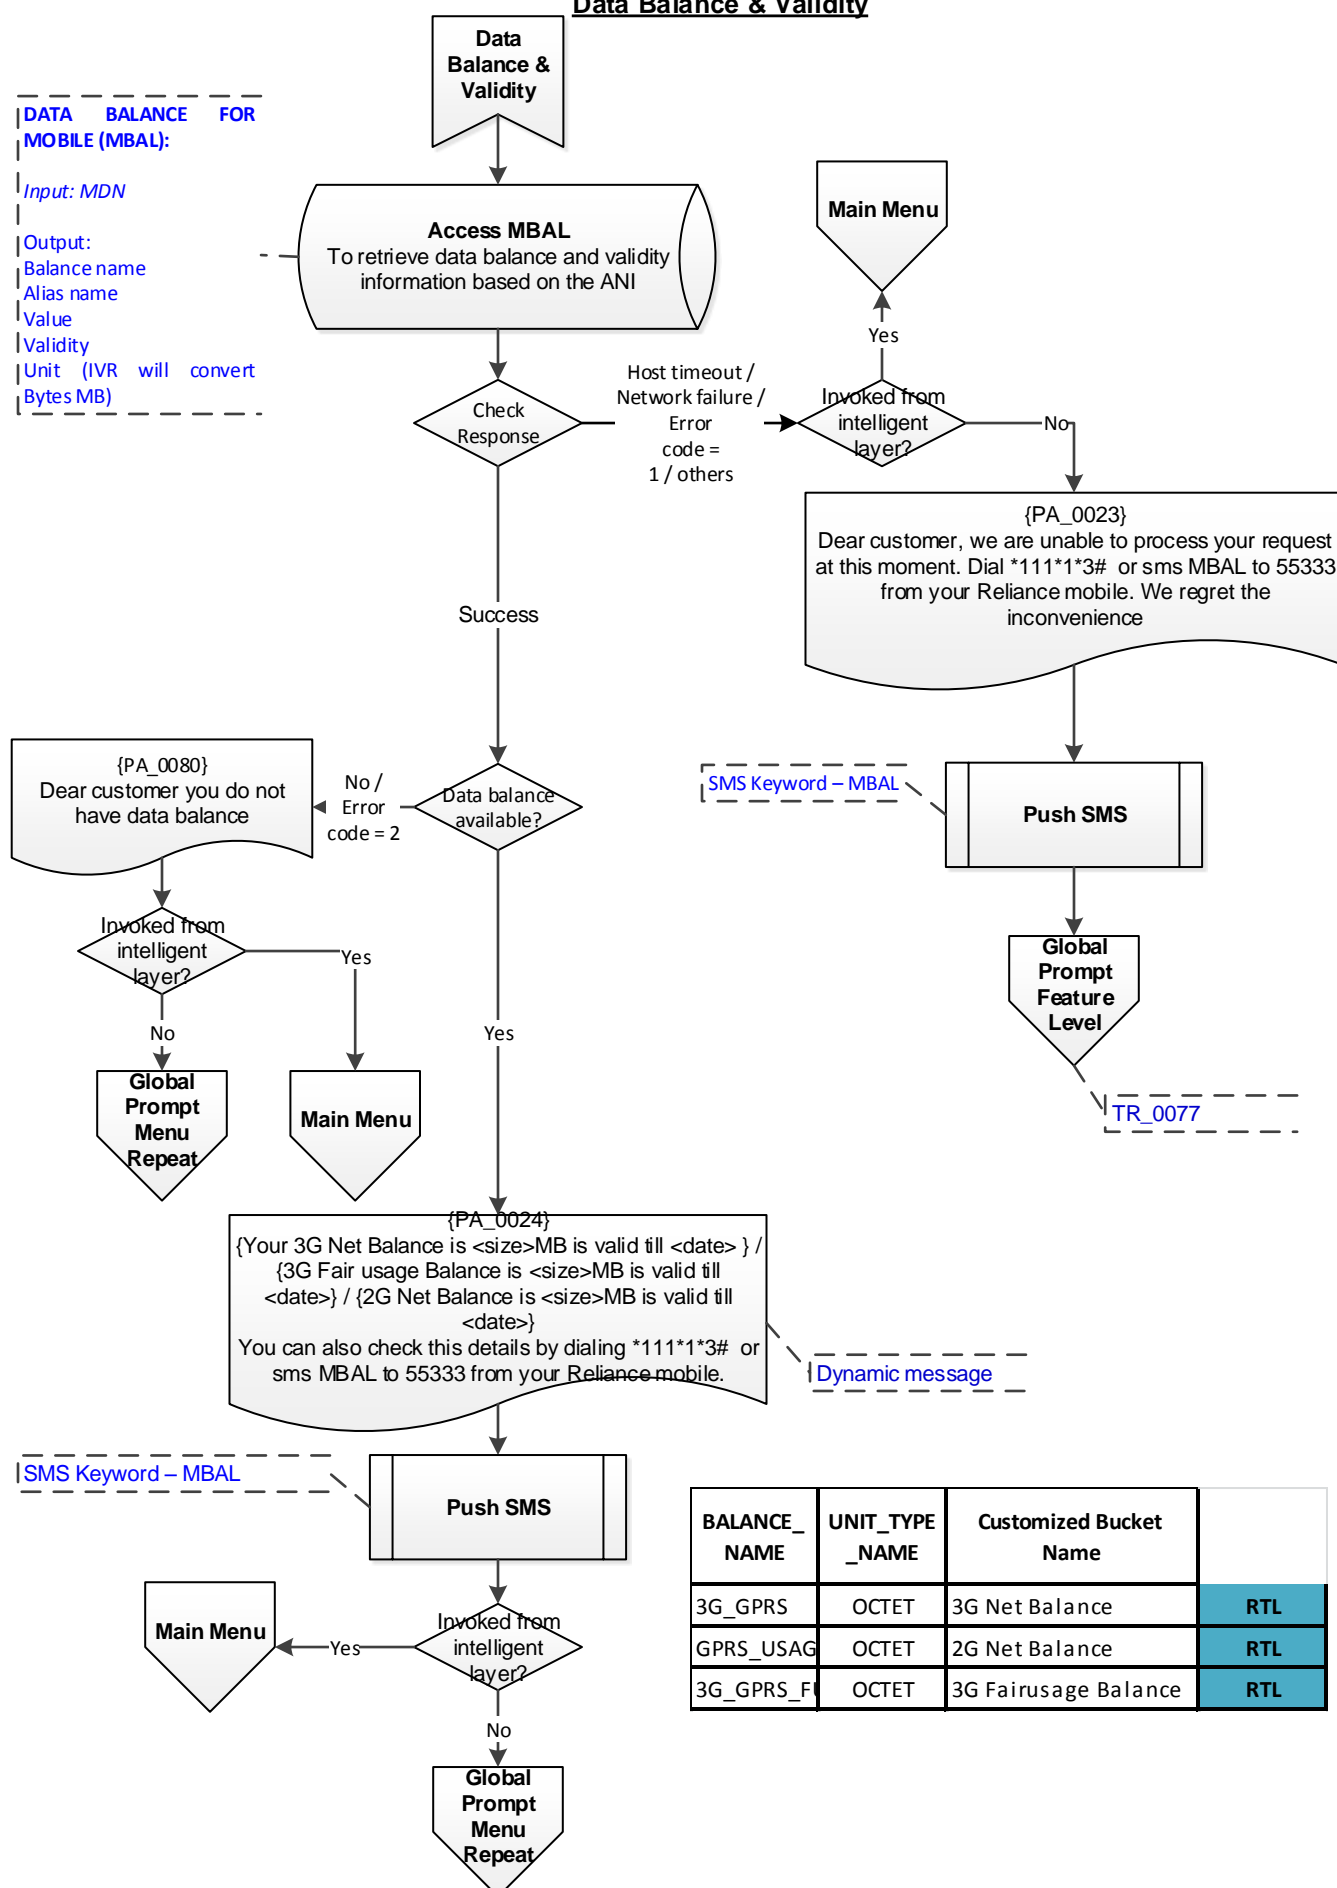 Data Balance & Validity
Data
Balance &
Validity
DATA BALANCE FOR
MOBILE (MBAL):
Input: MDN
Output:
Balance name
Alias name
Value
Validity
Unit (IVR will convert
Bytes MB)
Access MBAL
To retrieve data balance and validity
information based on the ANI
Main Menu
Yes
Check
Response
Host timeout /
Network failure /
Error
code =
1 / others
Invoked from
intelligent
layer?
No
{PA_0023}
Dear customer, we are unable to process your request
at this moment. Dial *111*1*3# or sms MBAL to 55333
from your Reliance mobile. We regret the
inconvenience
Success
{PA_0080}
Dear customer you do not
have data balance
No /
Error
code = 2
Data balance
available?
SMS Keyword – MBAL
Push SMS
Invoked from
intelligent
layer?
Yes
No
Yes
Global
Prompt
Feature
Level
Global
Prompt
Menu
Repeat
Main Menu
TR_0077
{PA_0024}
{Your 3G Net Balance is <size>MB is valid till <date> } /
{3G Fair usage Balance is <size>MB is valid till
<date>} / {2G Net Balance is <size>MB is valid till
<date>}
You can also check this details by dialing *111*1*3# or
sms MBAL to 55333 from your Reliance mobile.
Dynamic message
SMS Keyword – MBAL
Push SMS
Main Menu
Yes
Invoked from
intelligent
layer?
No
Global
Prompt
Menu
Repeat
BALANCE_ UNIT_TYPE Customized Bucket
NAME _NAME Name
3G_GPRS OCTET 3G Net Balance RTL
GPRS_USAG OCTET 2G Net Balance RTL
3G_GPRS_FU OCTET 3G Fairusage Balance RTL